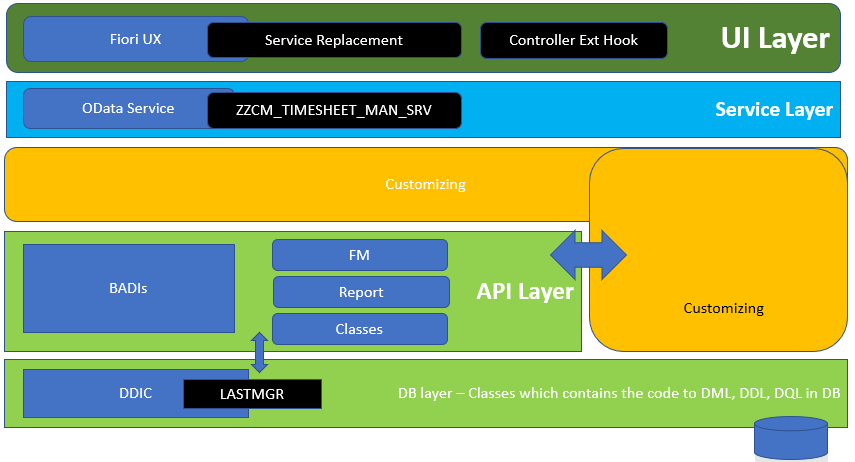 Fiori UX
Service Replacement
Controller Ext Hook
UI Layer
OData Service
ZZCM_TIMESHEET_MAN_SRV
Service Layer
Customizing
BADIs
FM
Report
Classes
API Layer
Customizing
DDIC
LASTMGR
DB layer – Classes which contains the code to DML, DDL, DQL in DB